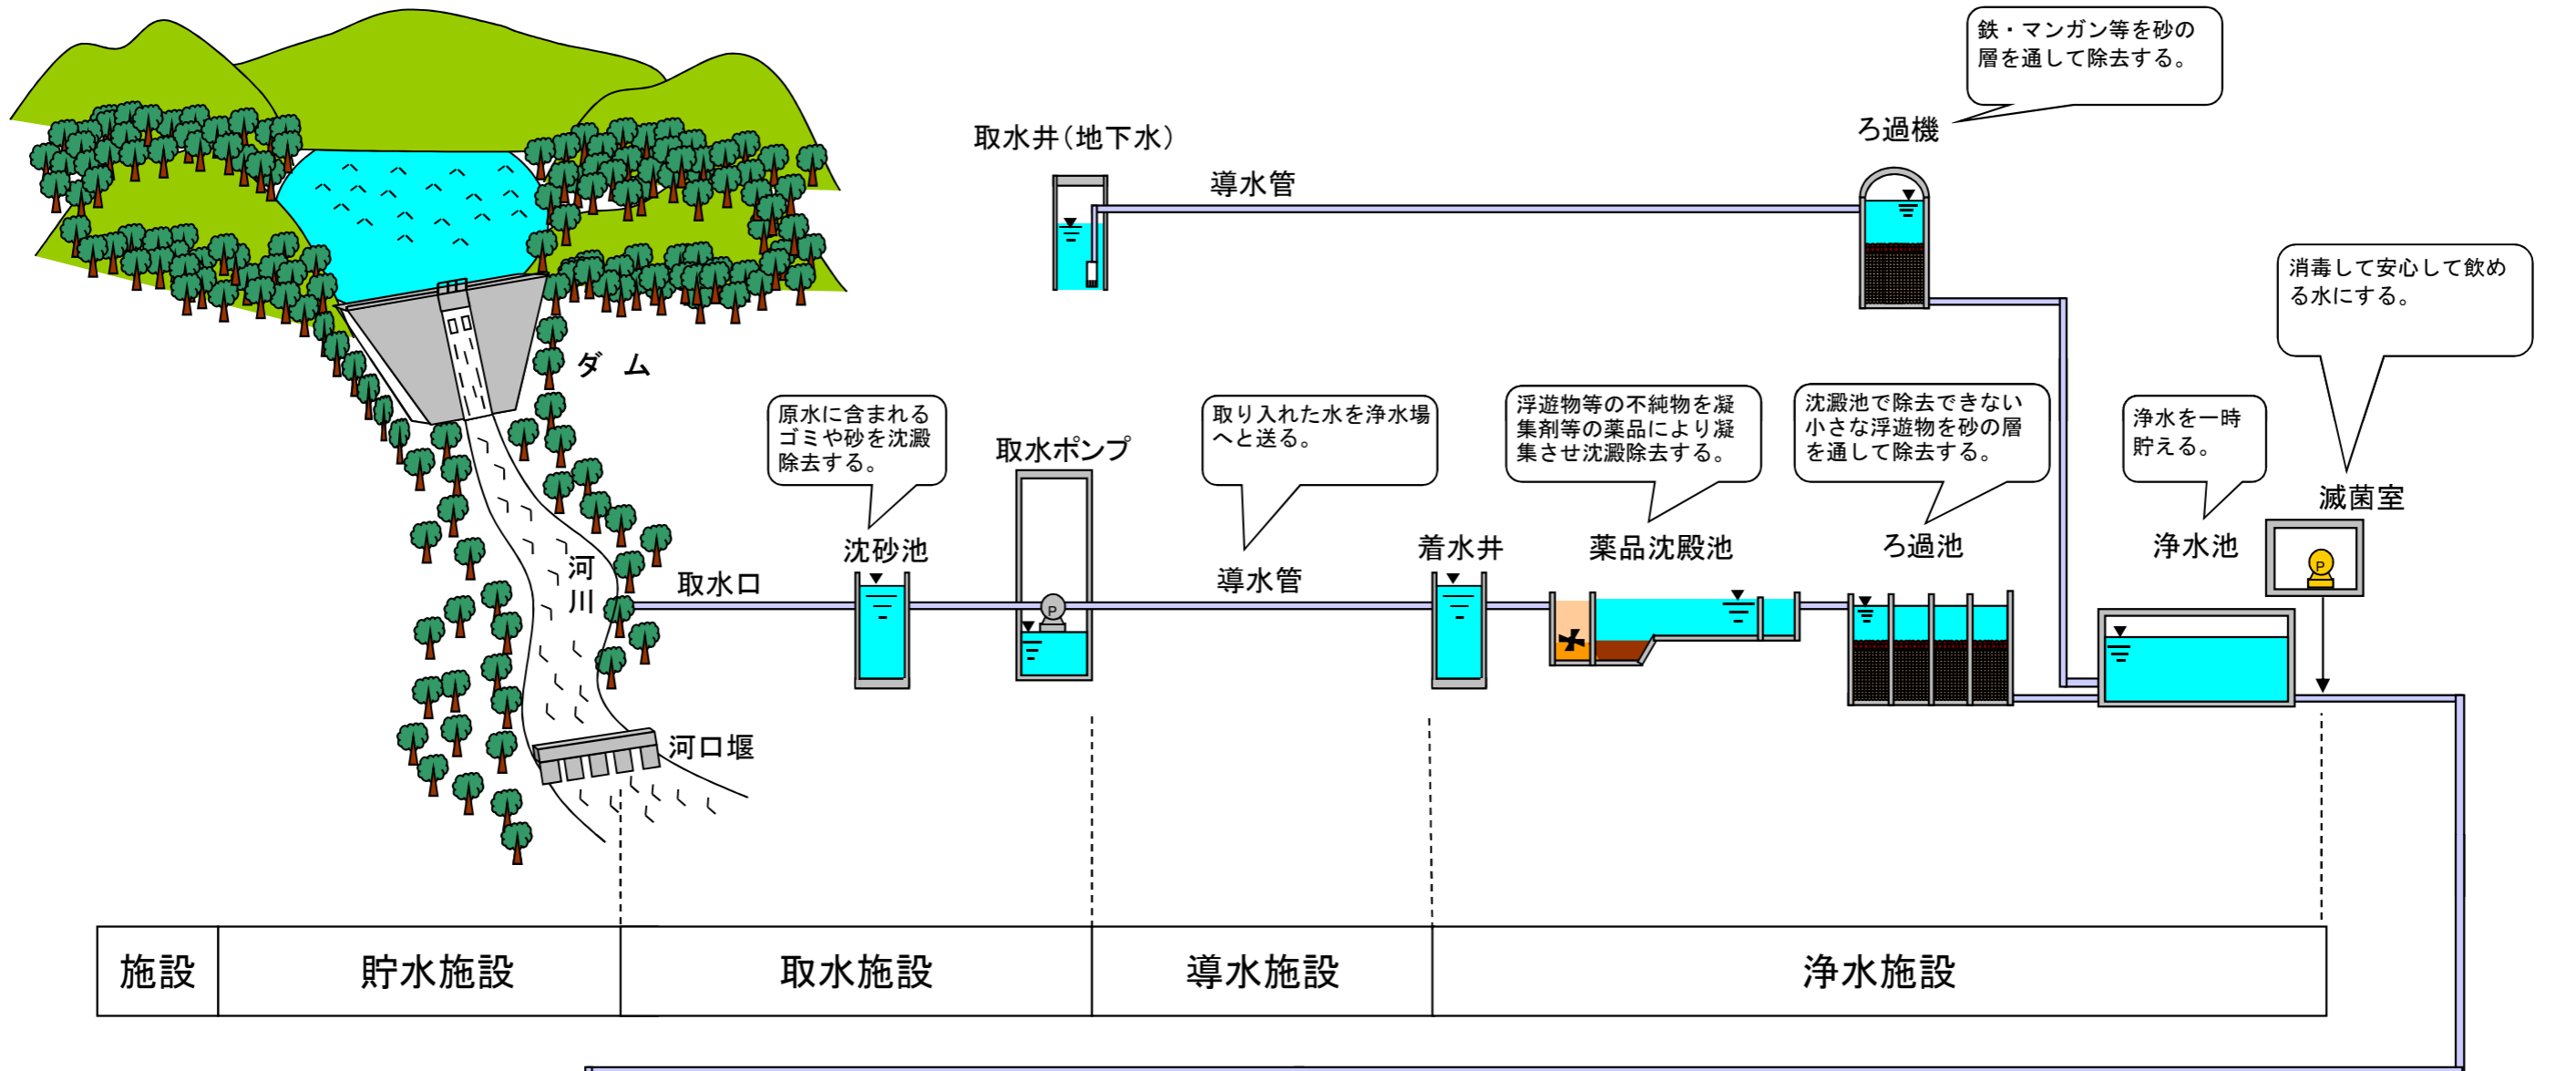 鉄・マンガン等を砂の
層を通して除去する。
ろ過機
取水井（地下水）
導水管
消毒して安心して飲め
る水にする。
ダ ム
原水に含まれる
ゴミや砂を沈澱
除去する。
取水ポンプ
取り入れた水を浄水場
へと送る。
浮遊物等の不純物を凝
集剤等の薬品により凝
集させ沈澱除去する。
沈澱池で除去できない
小さな浮遊物を砂の層
を通して除去する。
浄水を一時
貯える。
滅菌室
P
河川
取水口
沈砂池
P
導水管
着水井
薬品沈殿池
ろ過池
浄水池
河口堰
施設
貯水施設
取水施設
導水施設
浄水施設